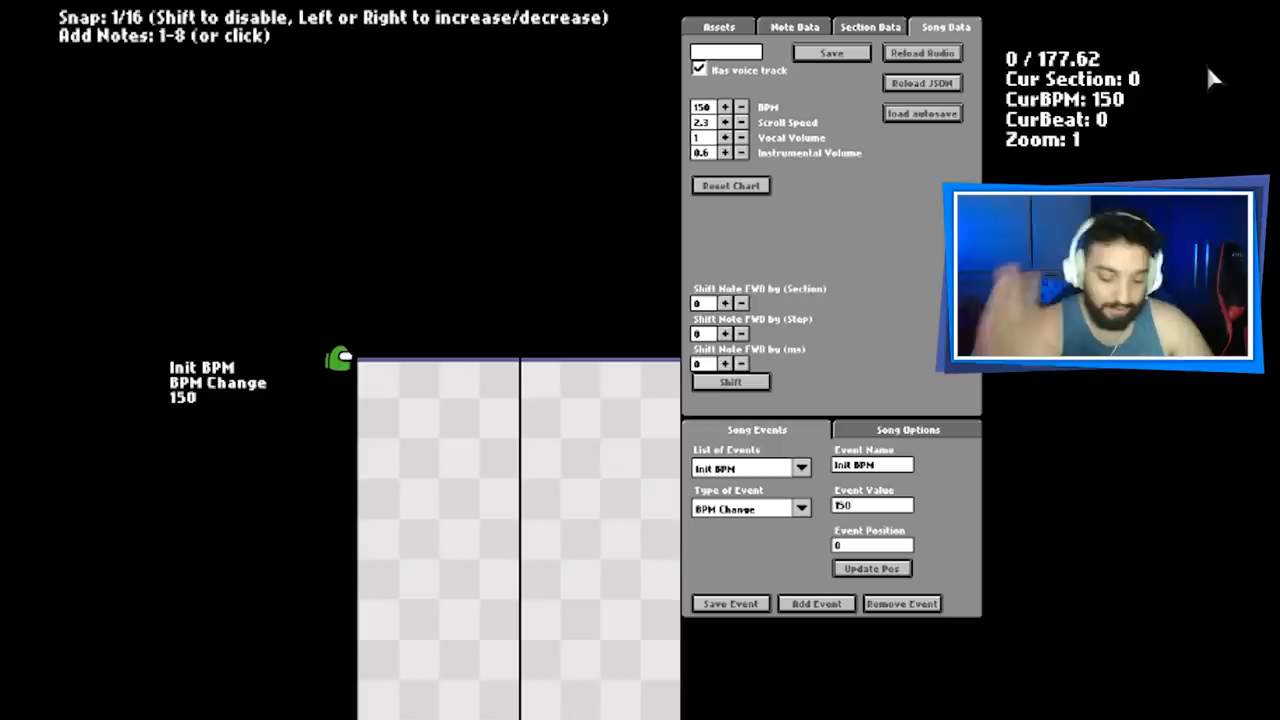 Snap: 1/16 (Shift to disable, Left or Right to increase/decrease)
Add Notes: 1-8 (or click)
Assets
Note Data
Section Data
Song Data
Save
Reload Audio
Has voice track
Reload JSON
load autosave
150 + - BPM
2.3 + - Scroll Speed
1 + - Vocal Volume
0.6 + - Instrumental Volume
Reset Chart
Shift Note FWD by (Section)
0 + -
Shift Note FWD by (Step)
0 + -
Shift Note FWD by (ms)
0 + -
Shift
0 / 177.62
Cur Section: 0
CurBPM: 150
CurBeat: 0
Zoom: 1
Init BPM
BPM Change
150
Song Events
Song Options
List of Events
Event Name
Init BPM
Init BPM
Type of Event
Event Value
BPM Change
150
Event Position
0
Update Pos
Save Event
Add Event
Remove Event